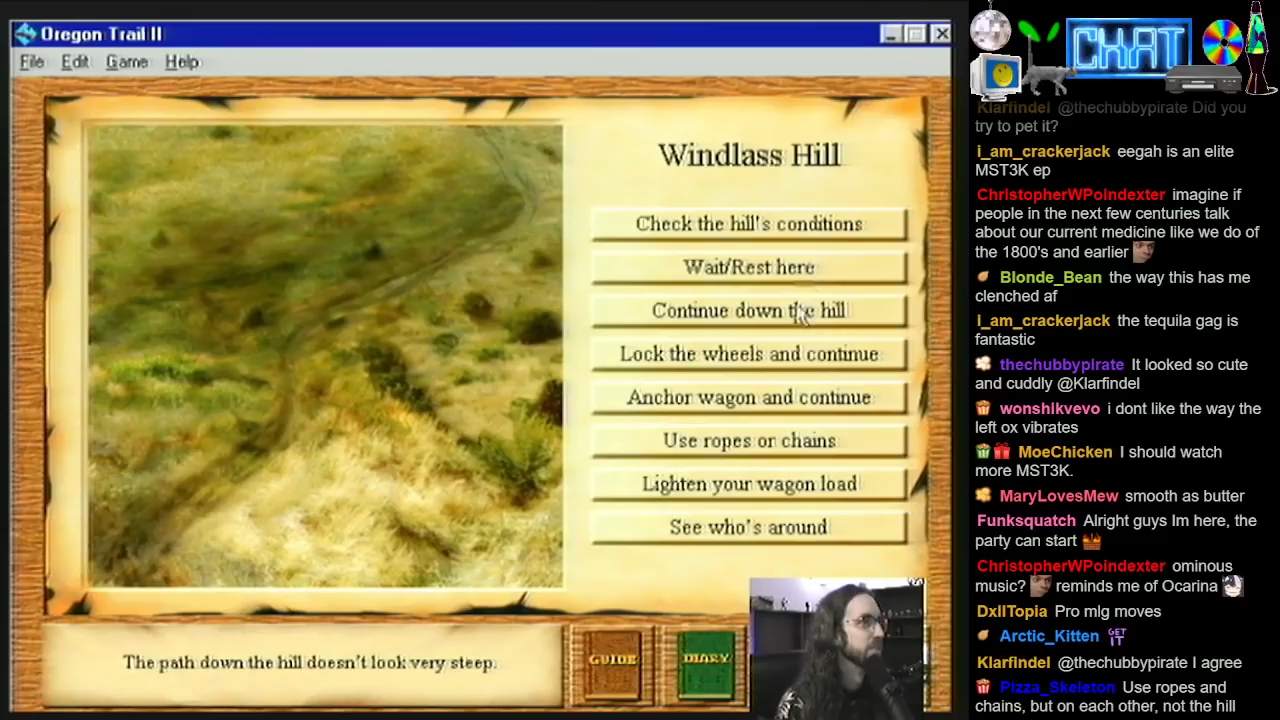 Oregon Trail II
File Edit Game Help
Windlass Hill
Check the hill's conditions
Wait/Rest here
Continue down the hill
Lock the wheels and continue
Anchor wagon and continue
Use ropes or chains
Lighten your wagon load
See who's around
The path down the hill doesn't look very steep.
GUIDE
DIARY
CHAT
Klarfindel @thechubbypirate Did you
try to pet it?
i_am_crackerjack eegah is an elite
MST3K ep
ChristopherWPoindexter imagine if
people in the next few centuries talk
about our current medicine like we do of
the 1800's and earlier
Blonde_Bean the way this has me
clenched af
i_am_crackerjack the tequila gag is
fantastic
thechubbypirate It looked so cute
and cuddly @Klarfindel
wonshikvevo i dont like the way the
left ox vibrates
MoeChicken I should watch
more MST3K.
MaryLovesMew smooth as butter
Funksquatch Alright guys Im here, the
party can start
ChristopherWPoindexter ominous
music? reminds me of Ocarina
DxllTopia Pro mlg moves
Arctic_Kitten GET IT
Klarfindel @thechubbypirate I agree
Pizza_Skeleton Use ropes and
chains, but on each other, not the hill